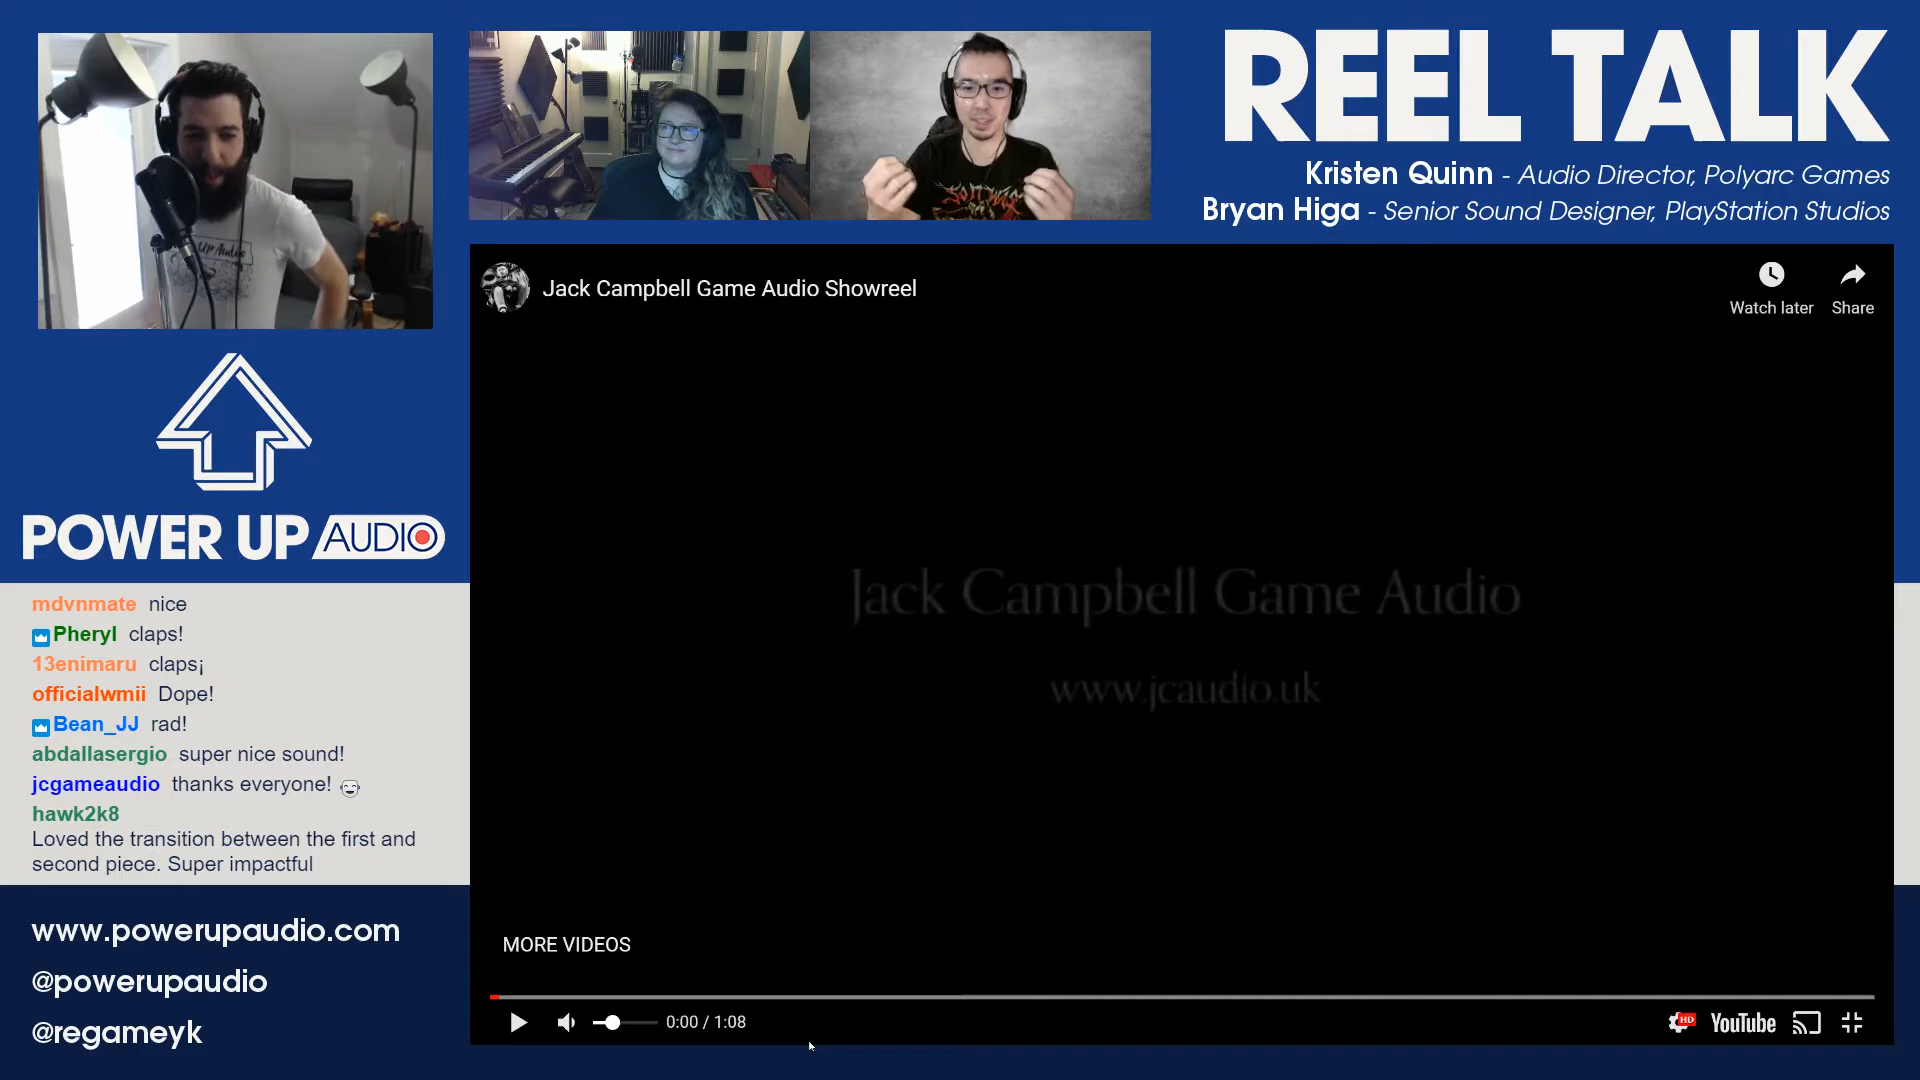 REEL TALK
Kristen Quinn - Audio Director, Polyarc Games
Bryan Higa - Senior Sound Designer, PlayStation Studios
Up Audio
Jack Campbell Game Audio Showreel
Watch later
Share
POWER UP AUDIO
Jack Campbell Game Audio
www.jcaudio.uk
mdvnmate nice
Pheryl claps!
13enimaru claps¡
officialwmii Dope!
Bean_JJ rad!
abdallasergio super nice sound!
jcgameaudio thanks everyone!
hawk2k8
Loved the transition between the first and
second piece. Super impactful
www.powerupaudio.com
@powerupaudio
@regameyk
MORE VIDEOS
0:00 / 1:08
HD
YouTube